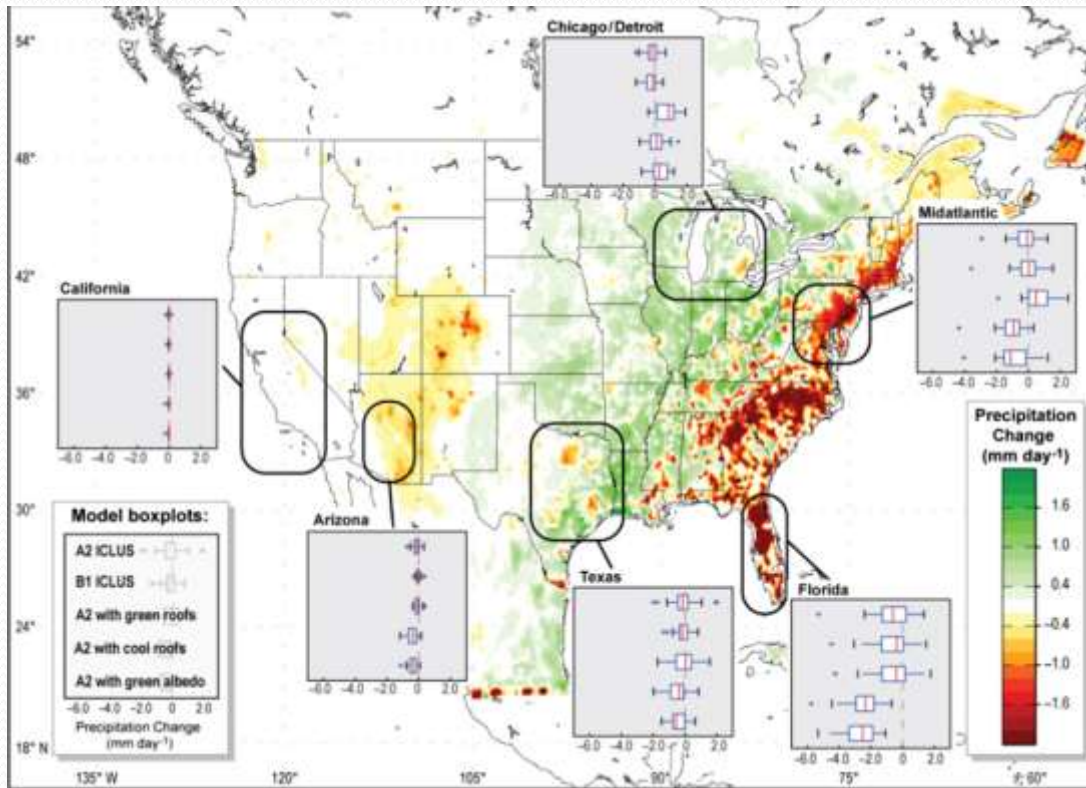 Chicago/Detroit
54°
48°
42°
36°
30°
24°
18° N
-6.0 -4.0 -2.0 0 2.0
Midatlantic
-6.0 -4.0 -2.0 0 2.0
California
-6.0 -4.0 -2.0 0 2.0
Precipitation
Change
(mm day-1)
1.6
1.0
0.4
-0.4
-1.0
-1.6
Model boxplots:
A2 ICLUS
B1 ICLUS
A2 with green roofs
A2 with cool roofs
A2 with green albedo
-6.0 -4.0 -2.0 0 2.0
Precipitation Change
(mm day-1)
Arizona
-6.0 -4.0 -2.0 0 2.0
Texas
-6.0 -4.0 -2.0 0 2.0
Florida
-6.0 -4.0 -2.0 0 2.0
135° W 120° 105° 90° 75° 60°